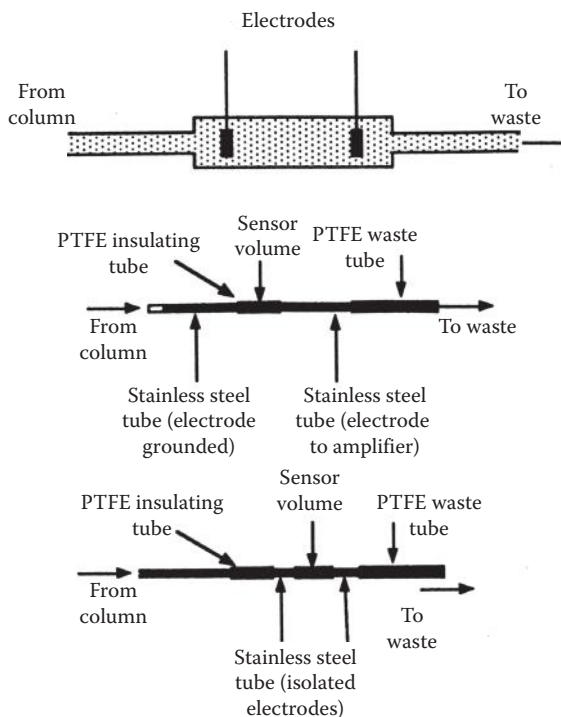 Electrodes
From
column
To
waste
PTFE insulating
tube
Sensor
volume
PTFE waste
tube
From
column
To waste
Stainless steel
tube (electrode
grounded)
Stainless steel
tube (electrode
to amplifier)
PTFE insulating
tube
Sensor
volume
PTFE waste
tube
From
column
To
waste
Stainless steel
tube (isolated
electrodes)